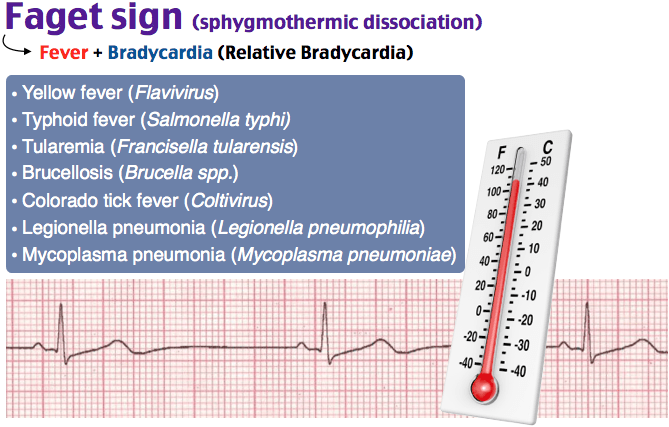 Faget sign (sphygmothermic dissociation)
Fever + Bradycardia (Relative Bradycardia)
• Yellow fever (Flavivirus)
• Typhoid fever (Salmonella typhi)
• Tularemia (Francisella tularensis)
• Brucellosis (Brucella spp.)
• Colorado tick fever (Coltivirus)
• Legionella pneumonia (Legionella pneumophilia)
• Mycoplasma pneumonia (Mycoplasma pneumoniae)
F C
120 50
100 40
80 30
60 20
40 10
20 0
0 -10
-20 -20
-40 -30
-40